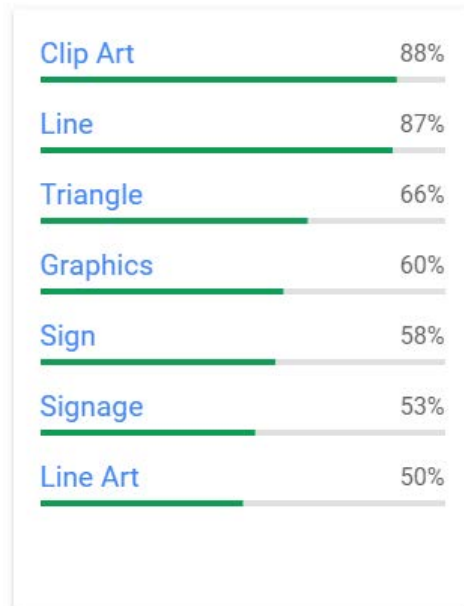 Clip Art 88%
Line 87%
Triangle 66%
Graphics 60%
Sign 58%
Signage 53%
Line Art 50%